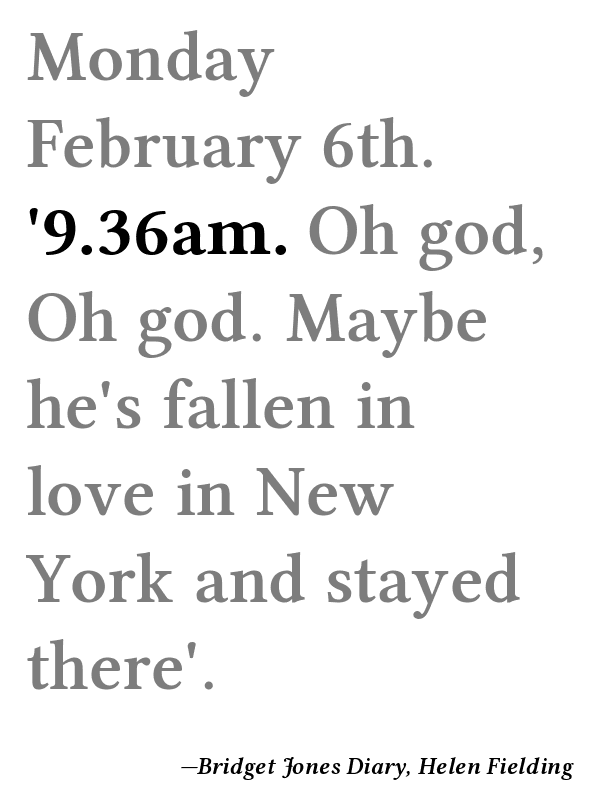 Monday
February 6th.
'9.36am. Oh god,
Oh god. Maybe
he's fallen in
love in New
York and stayed
there'.
—Bridget Jones Diary, Helen Fielding